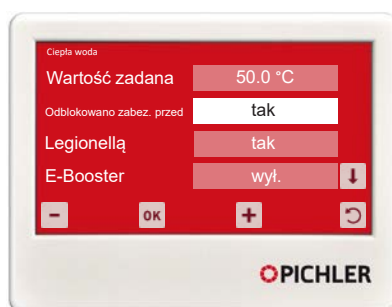 Ciepła woda
Wartość zadana 50.0 °C
Odblokowano zabez. przed tak
Legionellą tak
E-Booster wył.
OK
PICHLER